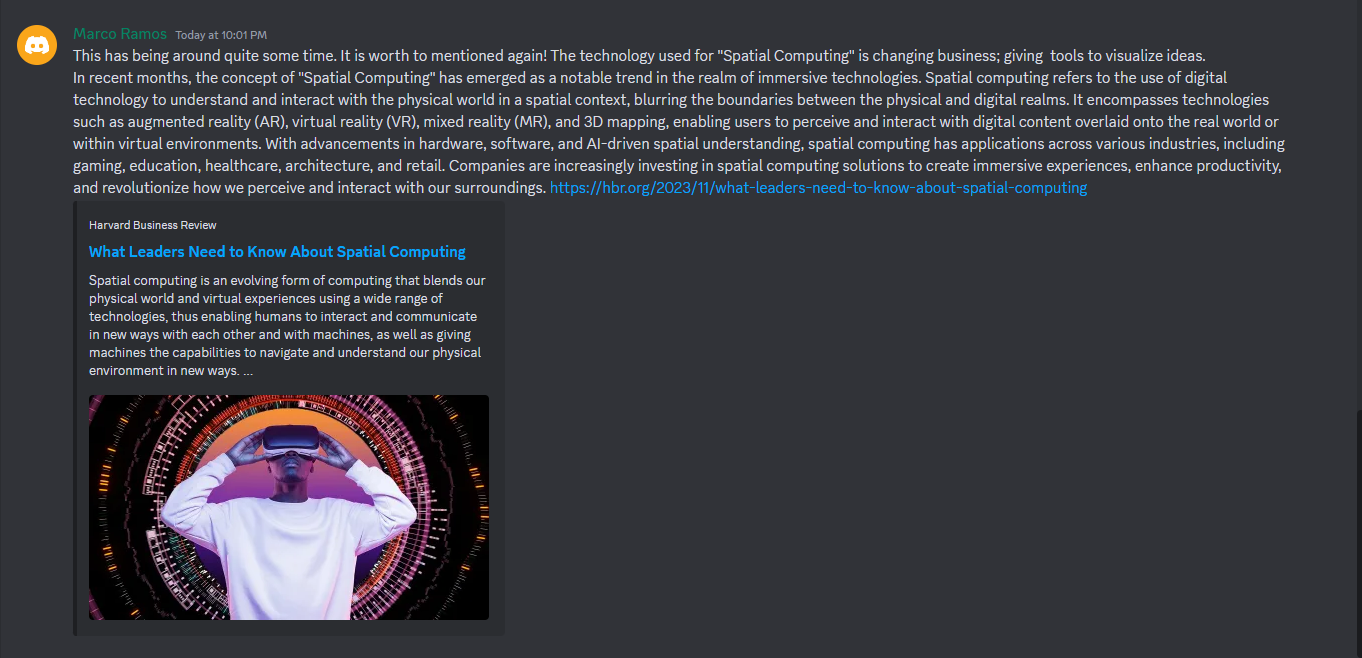 Marco Ramos Today at 10:01 PM
This has being around quite some time. It is worth to mentioned again! The technology used for "Spatial Computing" is changing business; giving  tools to visualize ideas.
In recent months, the concept of "Spatial Computing" has emerged as a notable trend in the realm of immersive technologies. Spatial computing refers to the use of digital
technology to understand and interact with the physical world in a spatial context, blurring the boundaries between the physical and digital realms. It encompasses technologies
such as augmented reality (AR), virtual reality (VR), mixed reality (MR), and 3D mapping, enabling users to perceive and interact with digital content overlaid onto the real world or
within virtual environments. With advancements in hardware, software, and AI-driven spatial understanding, spatial computing has applications across various industries, including
gaming, education, healthcare, architecture, and retail. Companies are increasingly investing in spatial computing solutions to create immersive experiences, enhance productivity,
and revolutionize how we perceive and interact with our surroundings. https://hbr.org/2023/11/what-leaders-need-to-know-about-spatial-computing
Harvard Business Review
What Leaders Need to Know About Spatial Computing
Spatial computing is an evolving form of computing that blends our
physical world and virtual experiences using a wide range of
technologies, thus enabling humans to interact and communicate
in new ways with each other and with machines, as well as giving
machines the capabilities to navigate and understand our physical
environment in new ways. ...